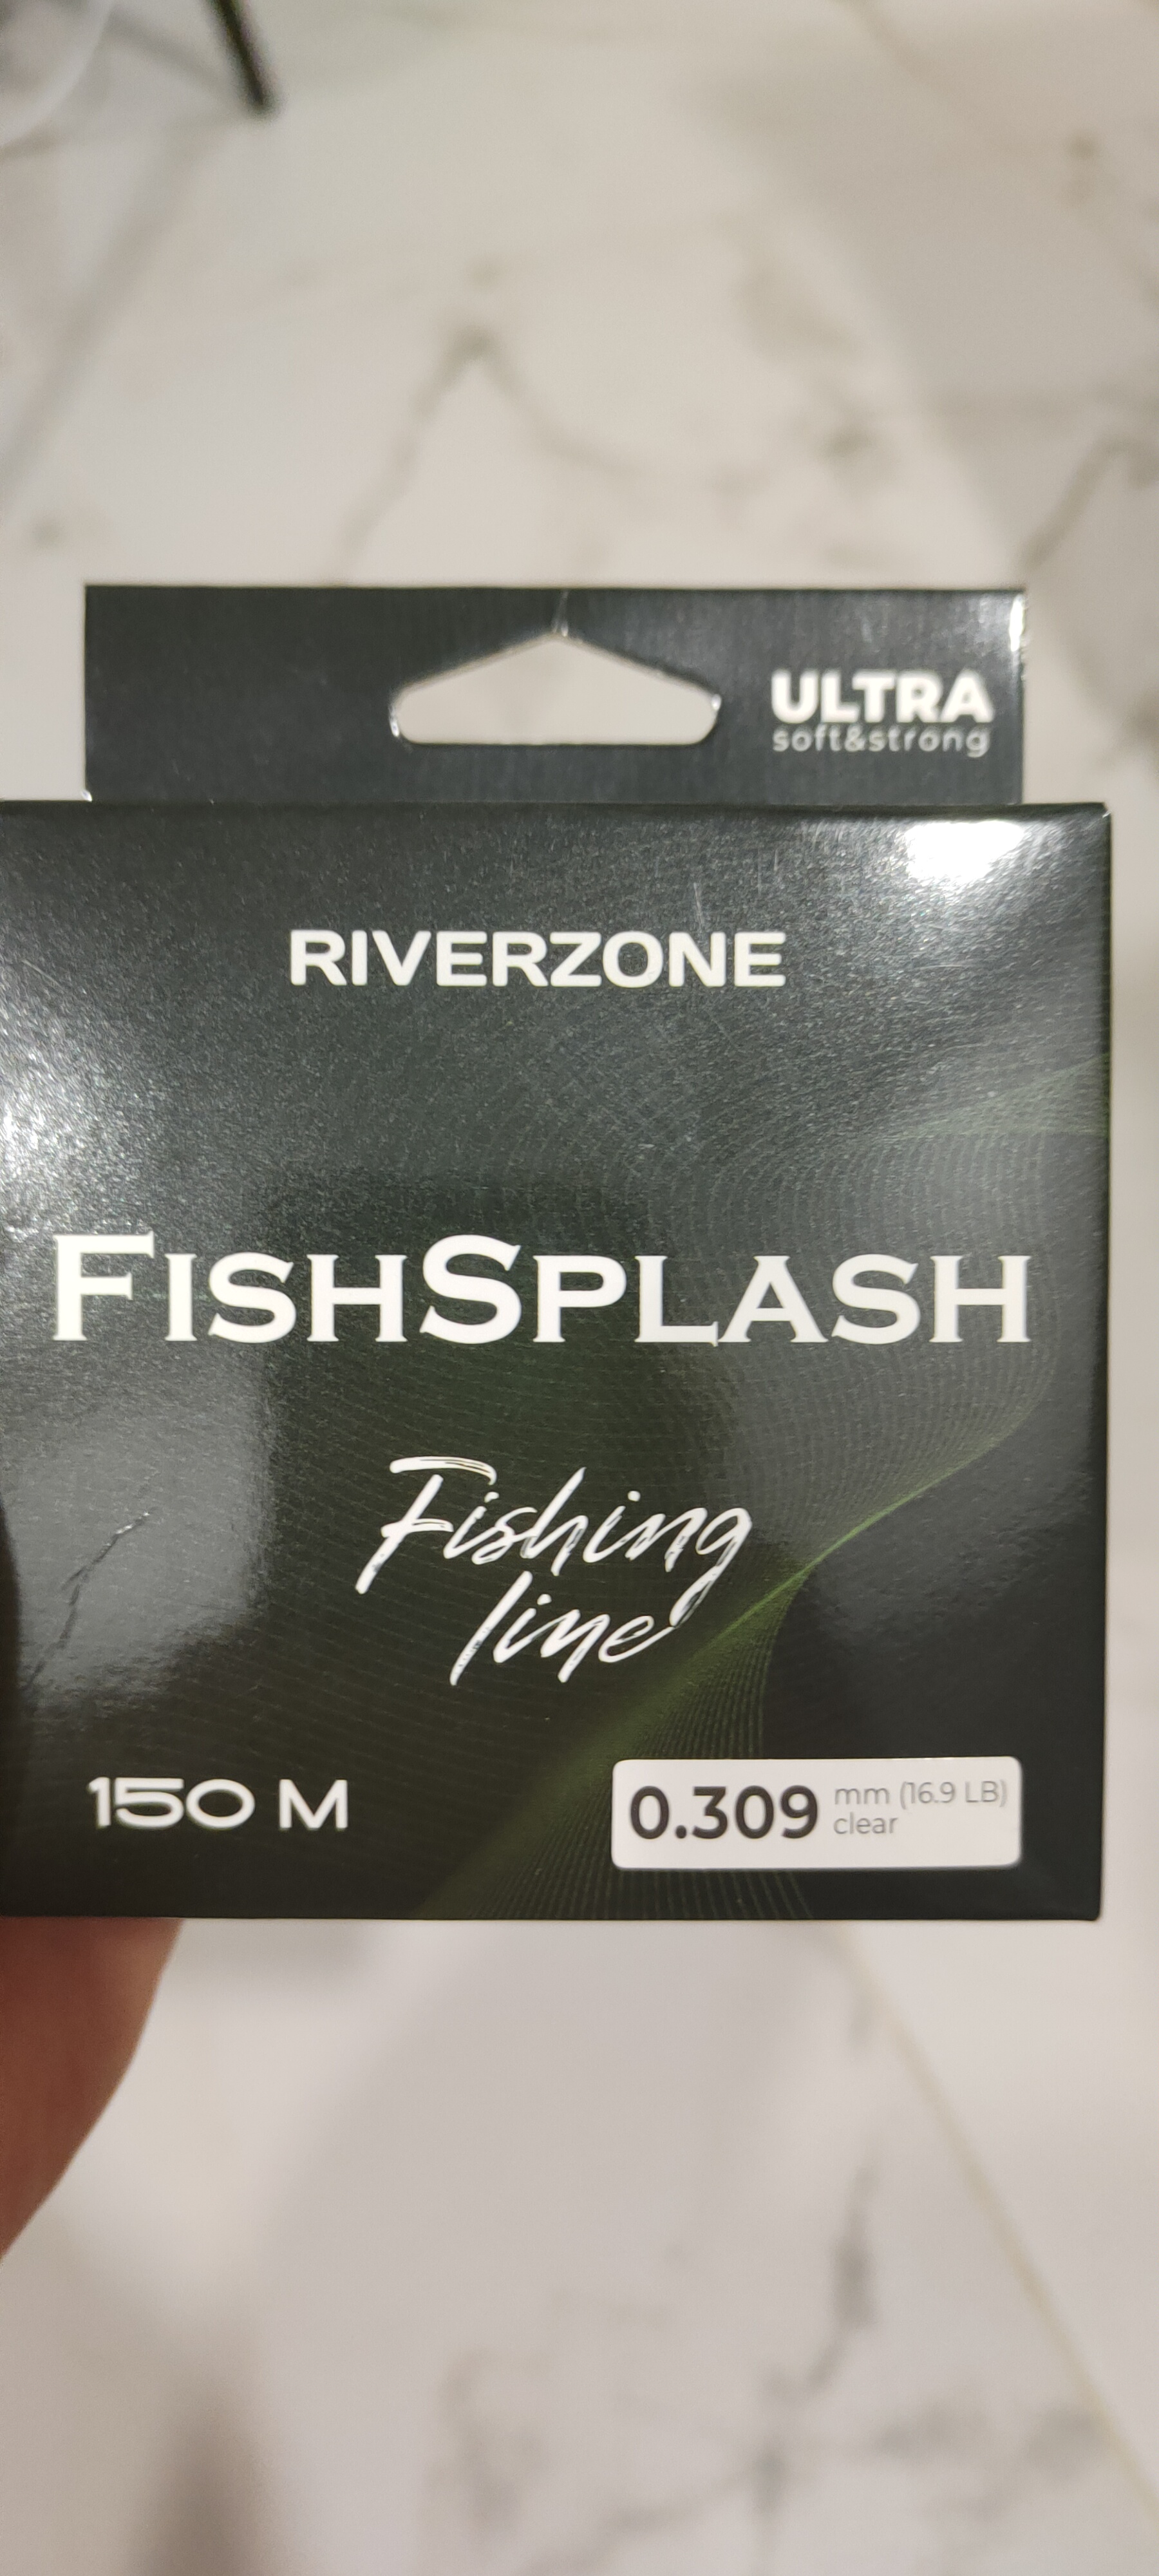 ULTRA
soft&strong
RIVERZONE
FISHSPLASH
Fishing
line
150 M
0.309 mm (16.9 LB)
clear